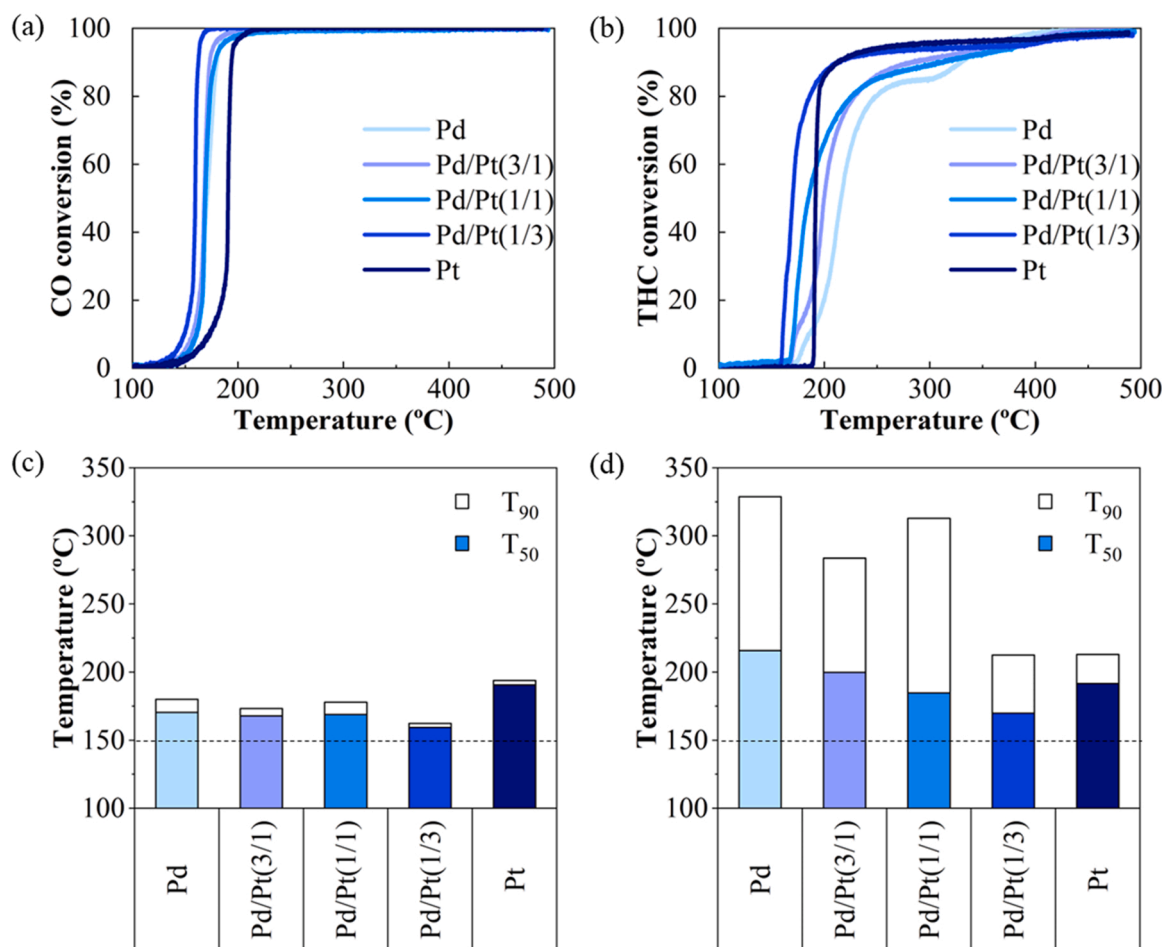 (a)
CO conversion (%)
100
80
60
40
20
0
Pd
Pd/Pt(3/1)
Pd/Pt(1/1)
Pd/Pt(1/3)
Pt
100
200
300
400
500
Temperature (ºC)
(b)
THC conversion (%)
100
80
60
40
20
0
Pd
Pd/Pt(3/1)
Pd/Pt(1/1)
Pd/Pt(1/3)
Pt
100
200
300
400
500
Temperature (ºC)
(c)
Temperature (ºC)
350
300
250
200
150
100
T90
T50
Pd
Pd/Pt(3/1)
Pd/Pt(1/1)
Pd/Pt(1/3)
Pt
(d)
Temperature (ºC)
350
300
250
200
150
100
T90
T50
Pd
Pd/Pt(3/1)
Pd/Pt(1/1)
Pd/Pt(1/3)
Pt